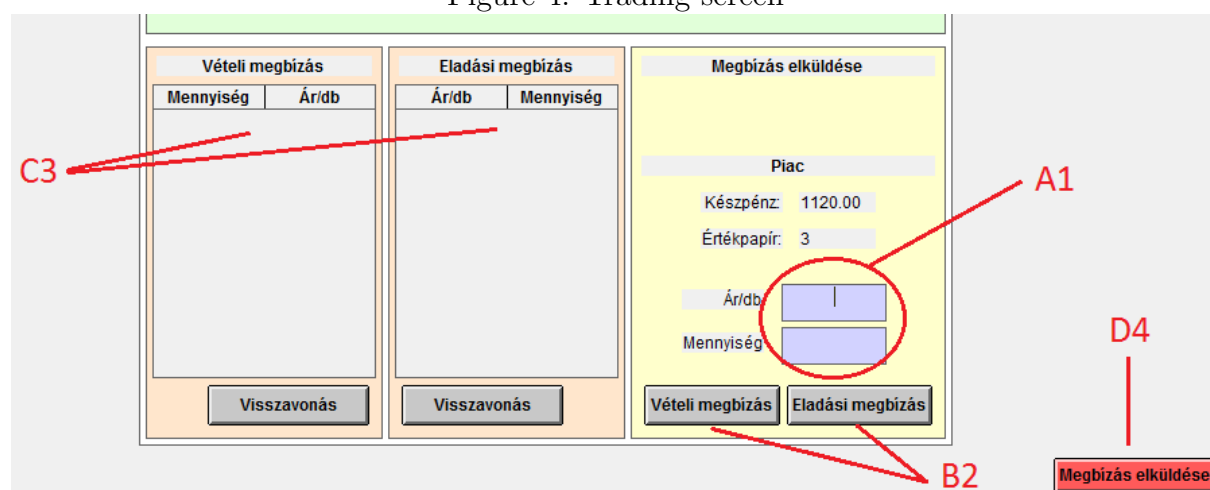 Figure 4: Trading screen
Vételi megbízás
Mennyiség Ár/db
Visszavonás
Eladási megbízás
Ár/db Mennyiség
Visszavonás
Megbízás elküldése
Piac
Készpénz: 1120.00
Értékpapír: 3
Ár/db
Mennyiség
Vételi megbízás Eladási megbízás
C3
A1
B2
D4
Megbízás elküldése